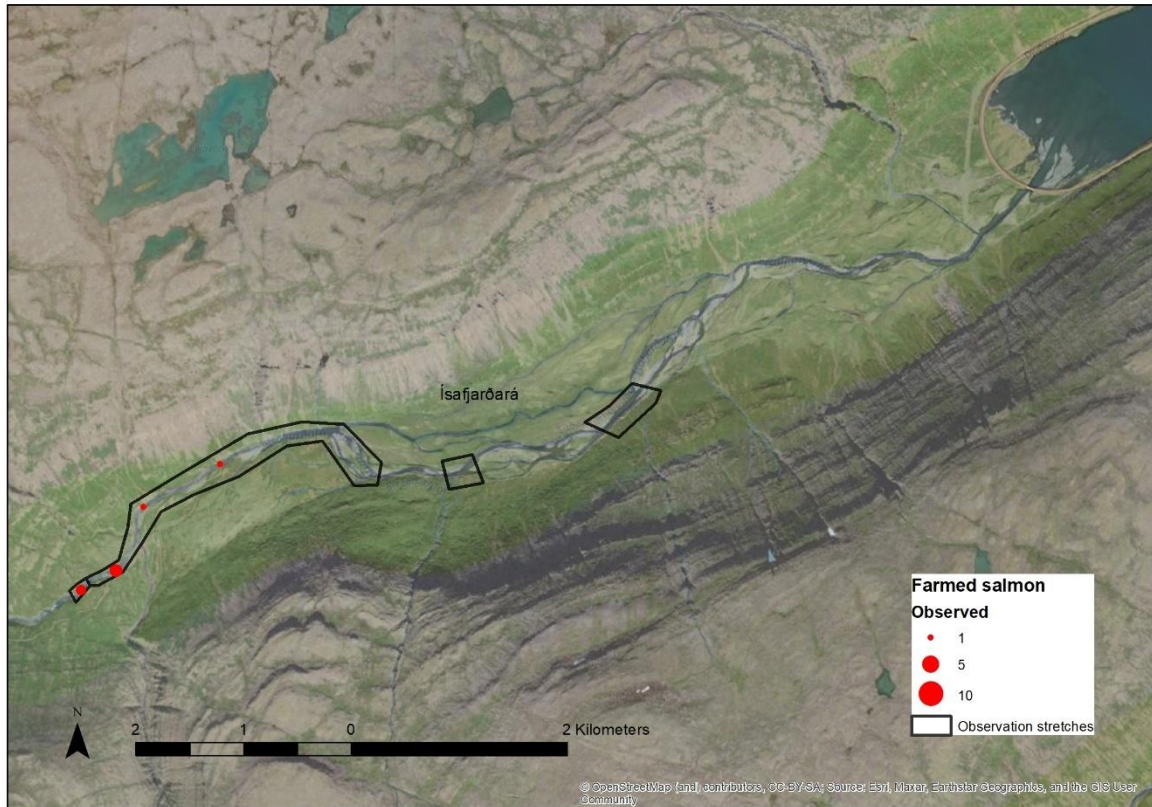 Ísafjarðará
Farmed salmon
Observed
1
5
10
Observation stretches
N
2 1 0 2 Kilometers
© OpenStreetMap (and) contributors, CC-BY-SA; Source: Esri, Maxar, Earthstar Geographics, and the GIS User
Community